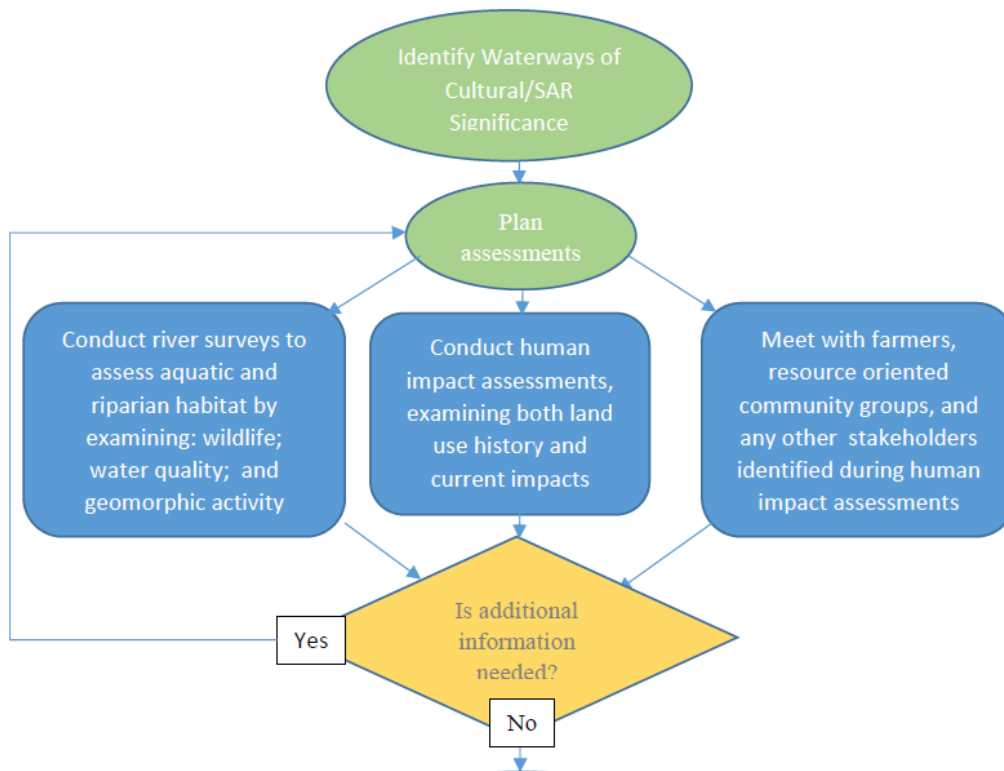 Identify Waterways of
Cultural/SAR
Significance
Plan
assessments
Conduct river surveys to
assess aquatic and
riparian habitat by
examining: wildlife;
water quality;  and
geomorphic activity
Conduct human
impact assessments,
examining both land
use history and
current impacts
Meet with farmers,
resource oriented
community groups, and
any other  stakeholders
identified during human
impact assessments
Is additional
information
needed?
Yes
No